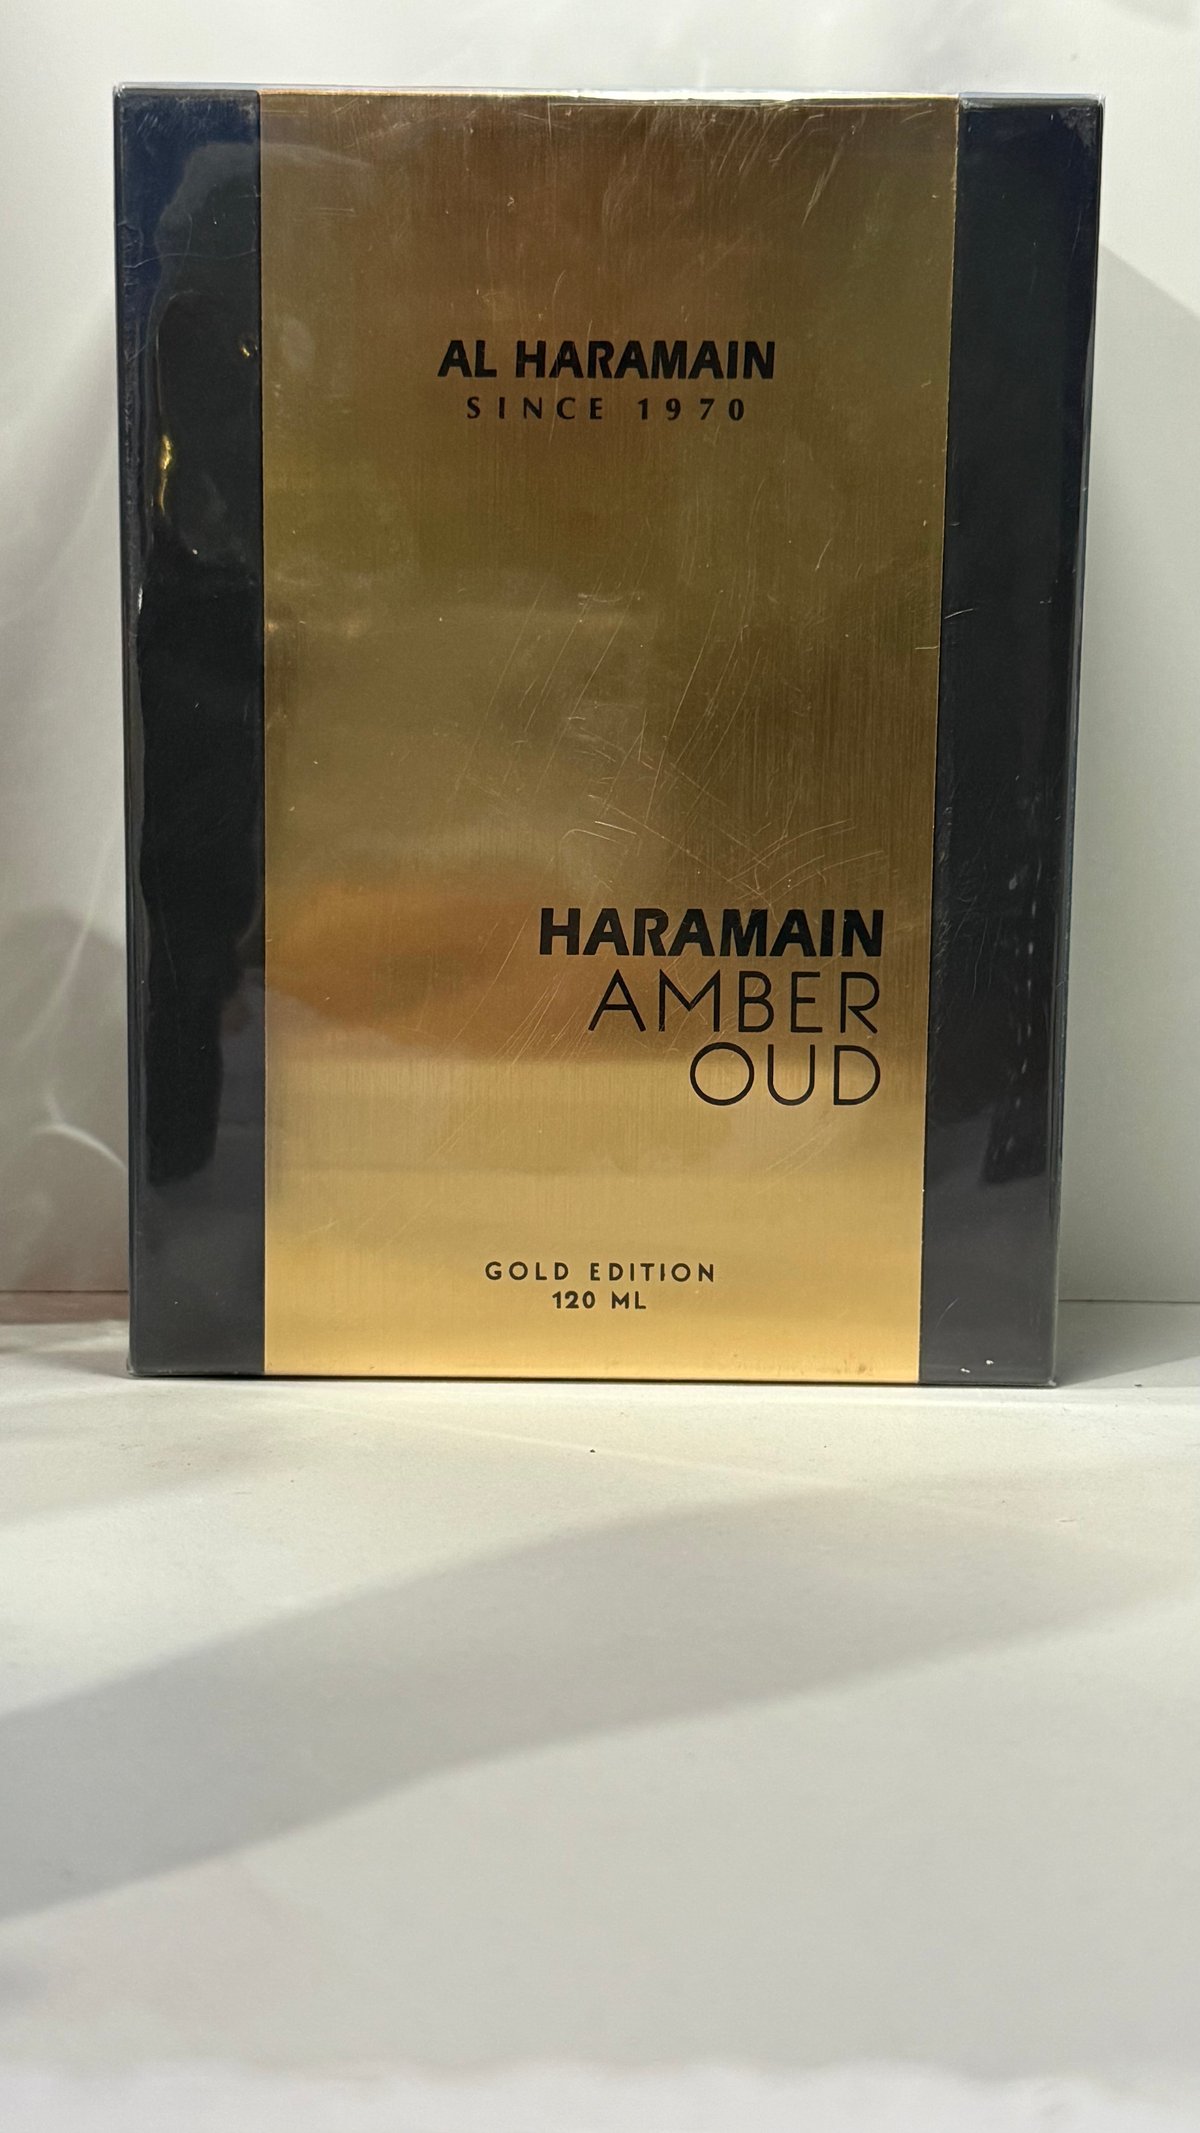 AL HARAMAIN
SINCE 1970
HARAMAIN
AMBER
OUD
GOLD EDITION
120 ML